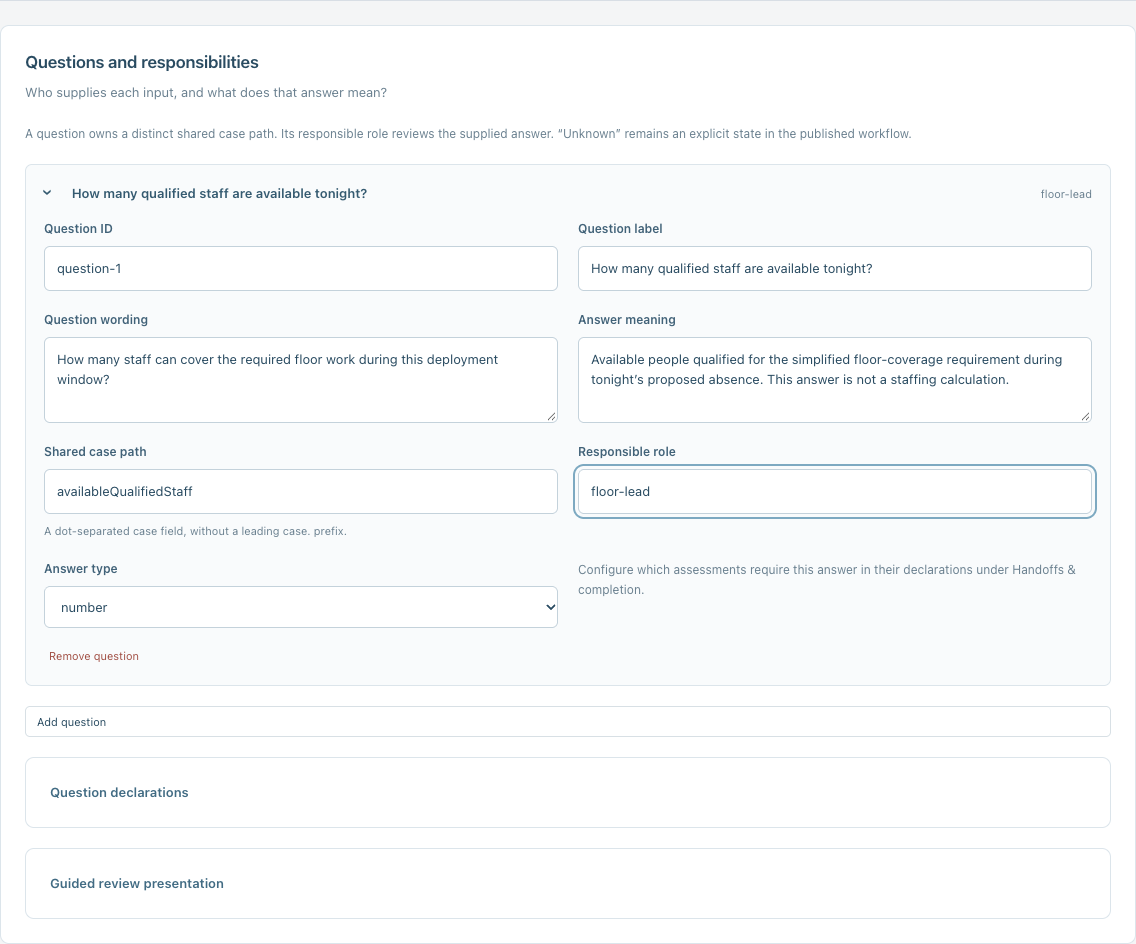 Questions and responsibilities
Who supplies each input, and what does that answer mean?
A question owns a distinct shared case path. Its responsible role reviews the supplied answer. “Unknown” remains an explicit state in the published workflow.
How many qualified staff are available tonight?
floor-lead
Question ID
Question label
question-1
How many qualified staff are available tonight?
Question wording
Answer meaning
How many staff can cover the required floor work during this deployment
window?
Available people qualified for the simplified floor-coverage requirement during
tonight’s proposed absence. This answer is not a staffing calculation.
Shared case path
Responsible role
availableQualifiedStaff
floor-lead
A dot-separated case field, without a leading case. prefix.
Answer type
Configure which assessments require this answer in their declarations under Handoffs &
completion.
number
Remove question
Add question
Question declarations
Guided review presentation